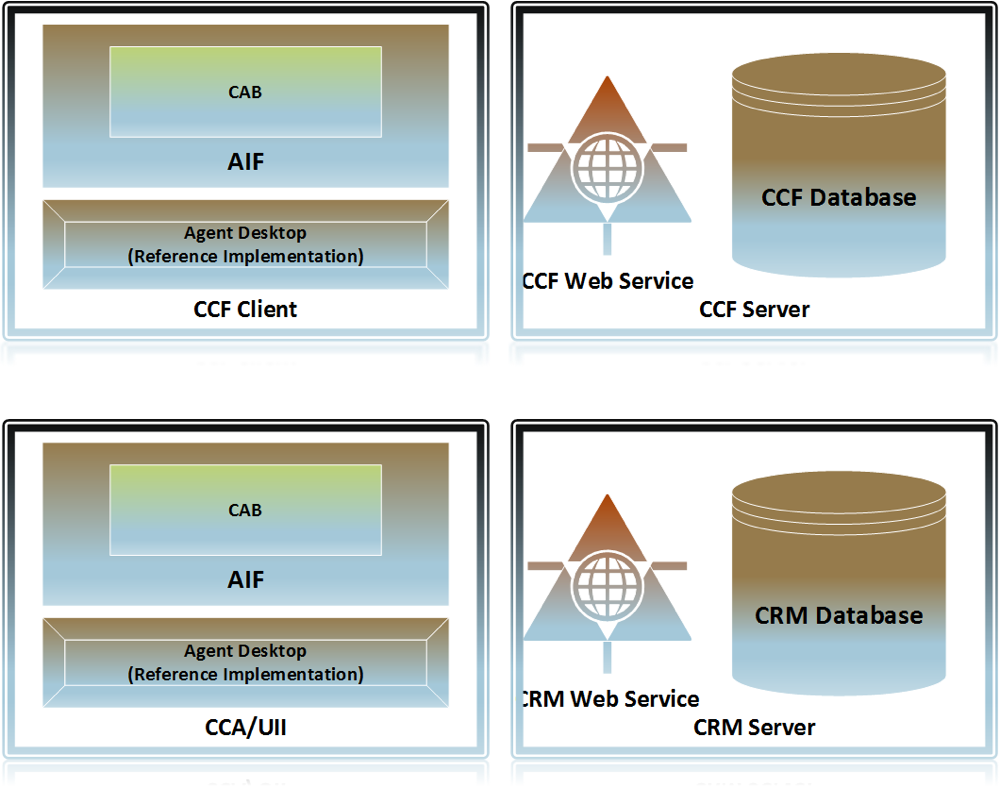 CAB
AIF
Agent Desktop
(Reference Implementation)
CCF Client
CCF Web Service
CCF Database
CCF Server
CAB
AIF
Agent Desktop
(Reference Implementation)
CCA/UII
CRM Web Service
CRM Database
CRM Server